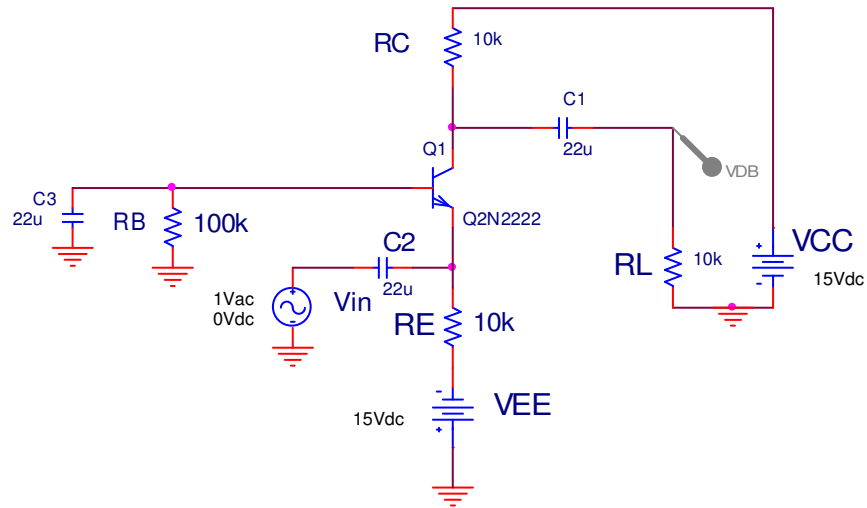 RC
10k
C1
22u
Q1
VDB
C3
22u
RB
100k
Q2N2222
C2
22u
VCC
15Vdc
RL
10k
1Vac
0Vdc
Vin
RE
10k
15Vdc
VEE